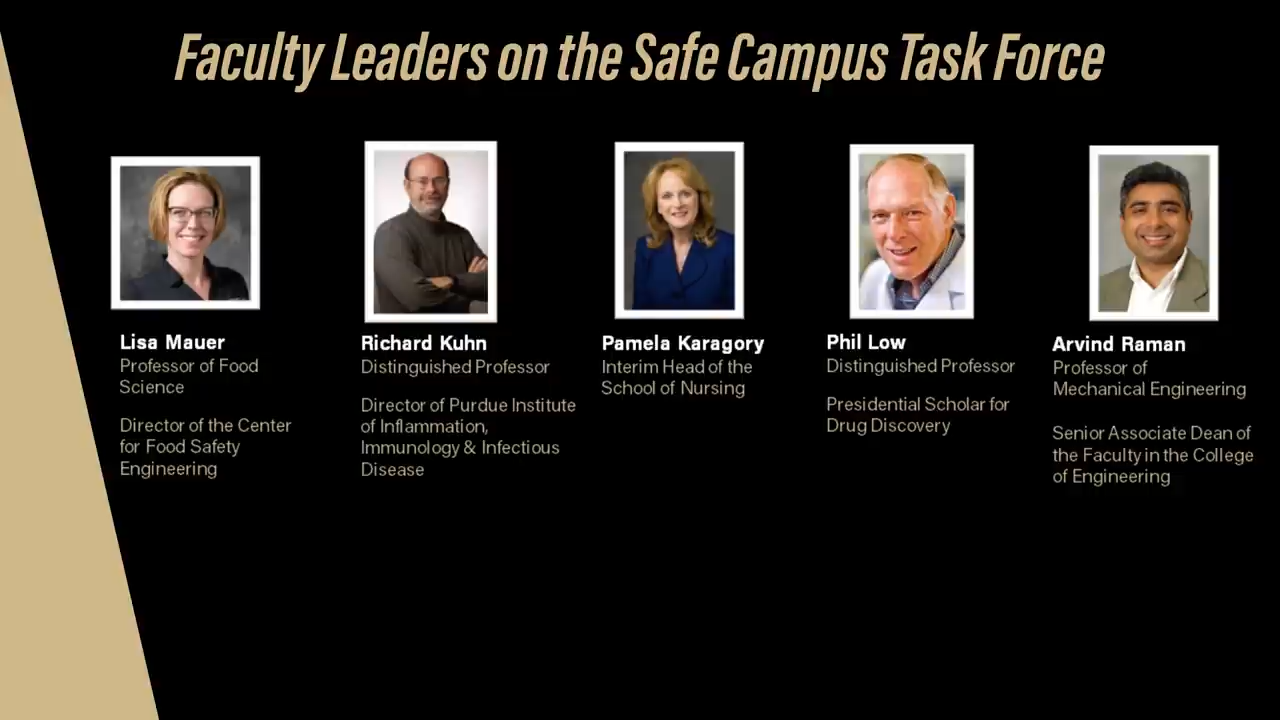 Faculty Leaders on the Safe Campus Task Force
Lisa Mauer
Professor of Food
Science
Director of the Center
for Food Safety
Engineering
Richard Kuhn
Distinguished Professor
Director of Purdue Institute
of Inflammation,
Immunology & Infectious
Disease
Pamela Karagory
Interim Head of the
School of Nursing
Phil Low
Distinguished Professor
Presidential Scholar for
Drug Discovery
Arvind Raman
Professor of
Mechanical Engineering
Senior Associate Dean of
the Faculty in the College
of Engineering